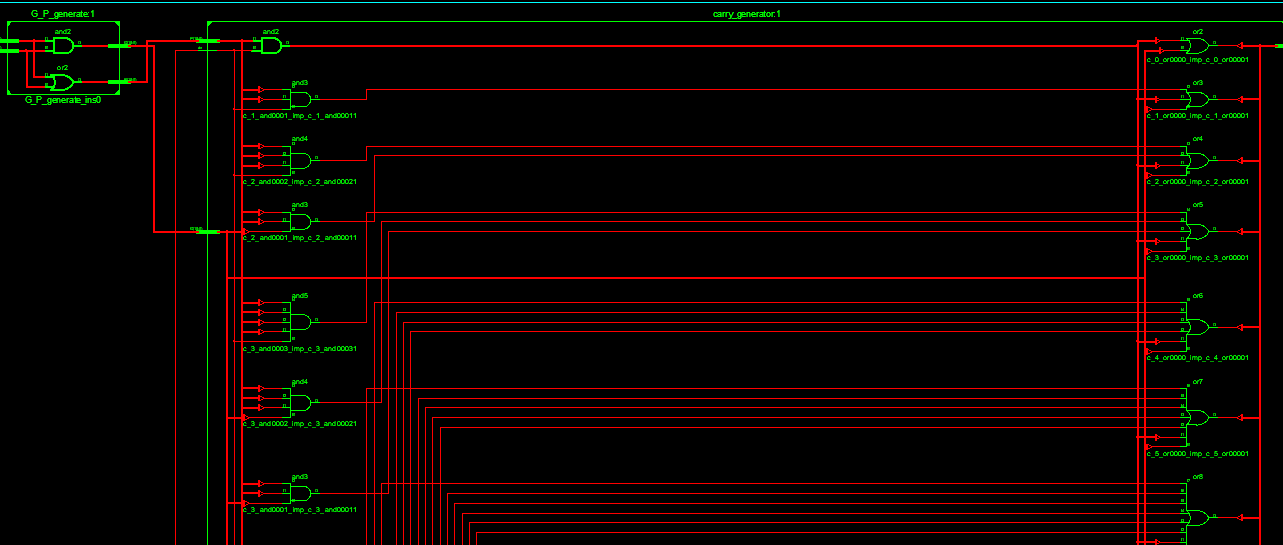 G_P_generate:1
carry_generator:1
and2
or2
G_P_generate_ins0
and2
or2
c_0_or0000_imp_c_0_or00001
and3
c_1_and0001_imp_c_1_and00011
or3
c_1_or0000_imp_c_1_or00001
and4
c_2_and0002_imp_c_2_and00021
or4
c_2_or0000_imp_c_2_or00001
and3
c_2_and0001_imp_c_2_and00011
or5
c_3_or0000_imp_c_3_or00001
and5
c_3_and0003_imp_c_3_and00031
or6
c_4_or0000_imp_c_4_or00001
and4
c_3_and0002_imp_c_3_and00021
or7
c_5_or0000_imp_c_5_or00001
and3
c_3_and0001_imp_c_3_and00011
or8